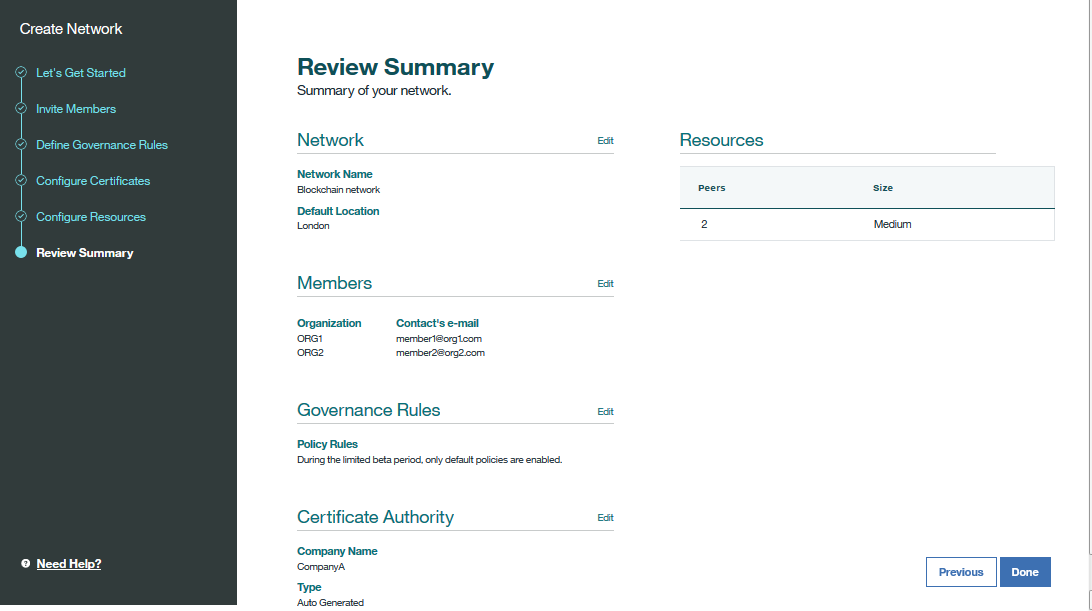 Create Network
Let's Get Started
Invite Members
Define Governance Rules
Configure Certificates
Configure Resources
Review Summary
Need Help?
Review Summary
Summary of your network.
Network Edit
Network Name
Blockchain network
Default Location
London
Members Edit
Organization Contact's e-mail
ORG1 member1@org1.com
ORG2 member2@org2.com
Governance Rules Edit
Policy Rules
During the limited beta period, only default policies are enabled.
Certificate Authority Edit
Company Name
CompanyA
Type
Auto Generated
Resources
Peers Size
2 Medium
Previous Done